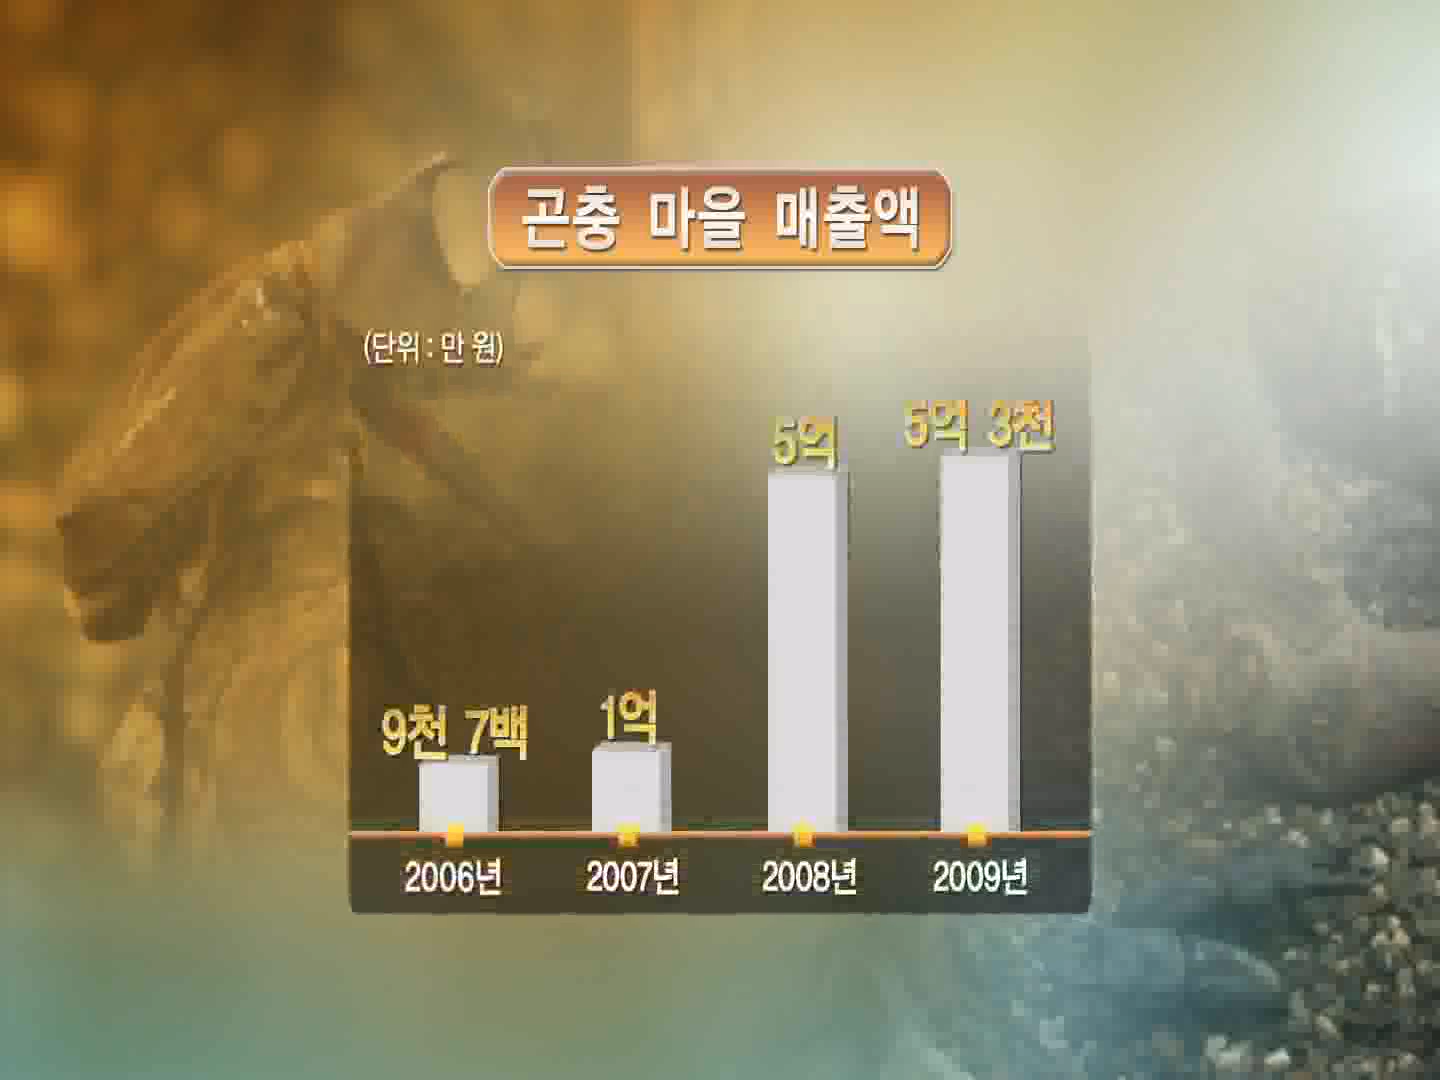 곤충 마을 매출액
(단위 : 만 원)
9천 7백
1억
5억
5억 3천
2006년
2007년
2008년
2009년